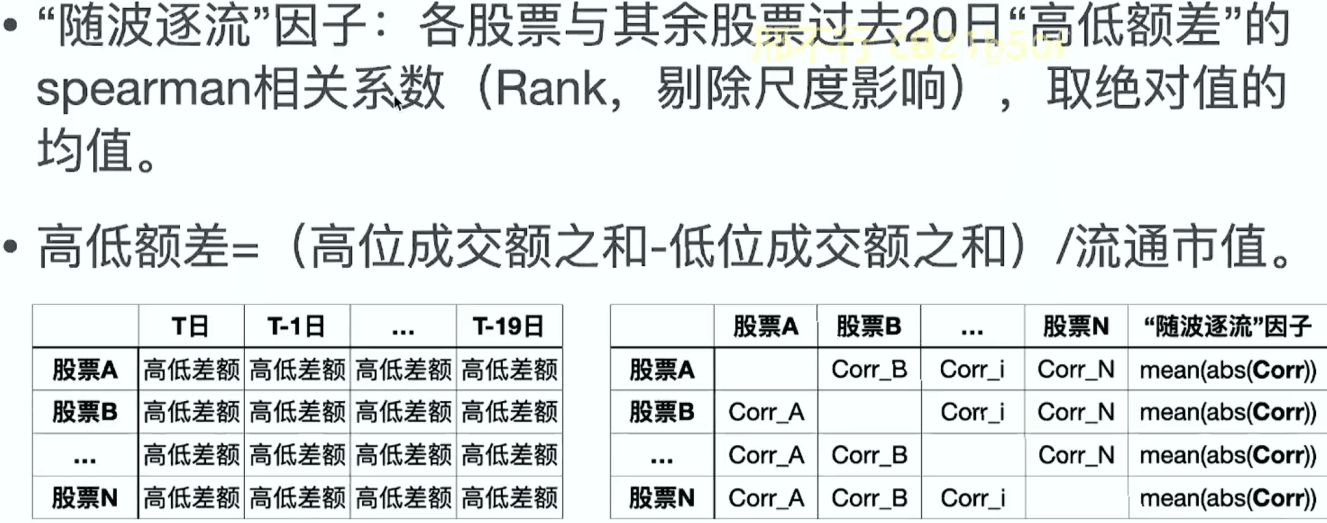 • “随波逐流”因子：各股票与其余股票过去20日“高低额差”的
spearman相关系数（Rank，剔除尺度影响），取绝对值的
均值。
• 高低额差=（高位成交额之和-低位成交额之和）/流通市值。
T日 T-1日 ... T-19日
股票A 高低差额 高低差额 高低差额 高低差额
股票B 高低差额 高低差额 高低差额 高低差额
... 高低差额 高低差额 高低差额 高低差额
股票N 高低差额 高低差额 高低差额 高低差额
股票A 股票B ... 股票N “随波逐流”因子
股票A Corr_B Corr_i Corr_N mean(abs(Corr))
股票B Corr_A Corr_i Corr_N mean(abs(Corr))
... Corr_A Corr_B Corr_N mean(abs(Corr))
股票N Corr_A Corr_B Corr_i mean(abs(Corr))